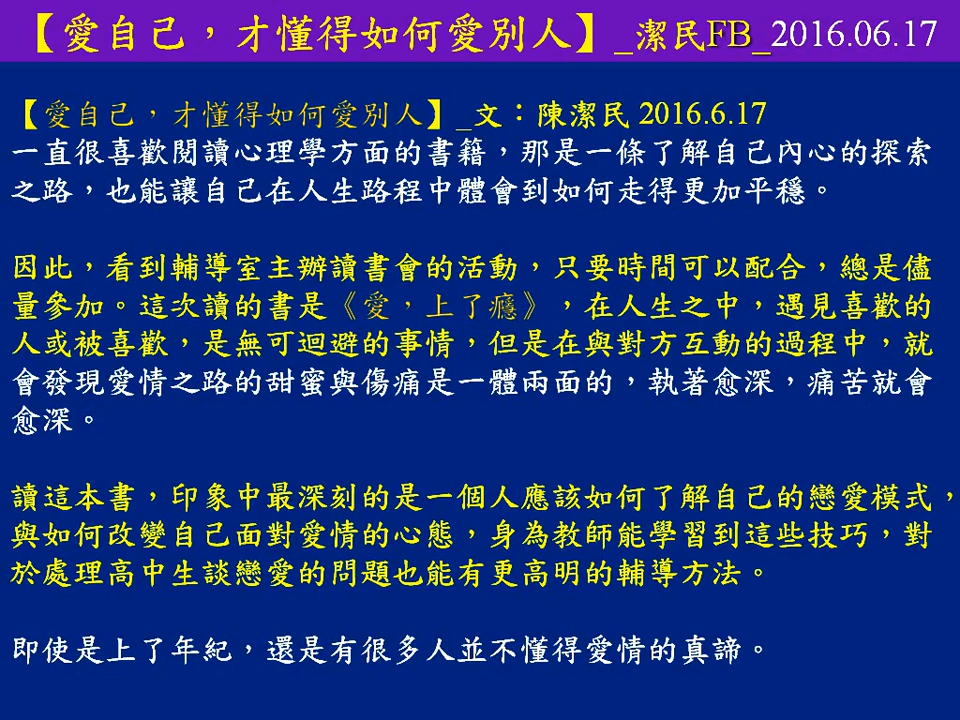 【愛自己，才懂得如何愛別人】_潔民FB_2016.06.17
【愛自己，才懂得如何愛別人】_文：陳潔民 2016.6.17
一直很喜歡閱讀心理學方面的書籍，那是一條了解自己內心的探索
之路，也能讓自己在人生路程中體會到如何走得更加平穩。
因此，看到輔導室主辦讀書會的活動，只要時間可以配合，總是儘
量參加。這次讀的書是《愛，上了癮》，在人生之中，遇見喜歡的
人或被喜歡，是無可迴避的事情，但是在與對方互動的過程中，就
會發現愛情之路的甜蜜與傷痛是一體兩面的，執著愈深，痛苦就會
愈深。
讀這本書，印象中最深刻的是一個人應該如何了解自己的戀愛模式，
與如何改變自己面對愛情的心態，身為教師能學習到這些技巧，對
於處理高中生談戀愛的問題也能有更高明的輔導方法。
即使是上了年紀，還是有很多人並不懂得愛情的真諦。